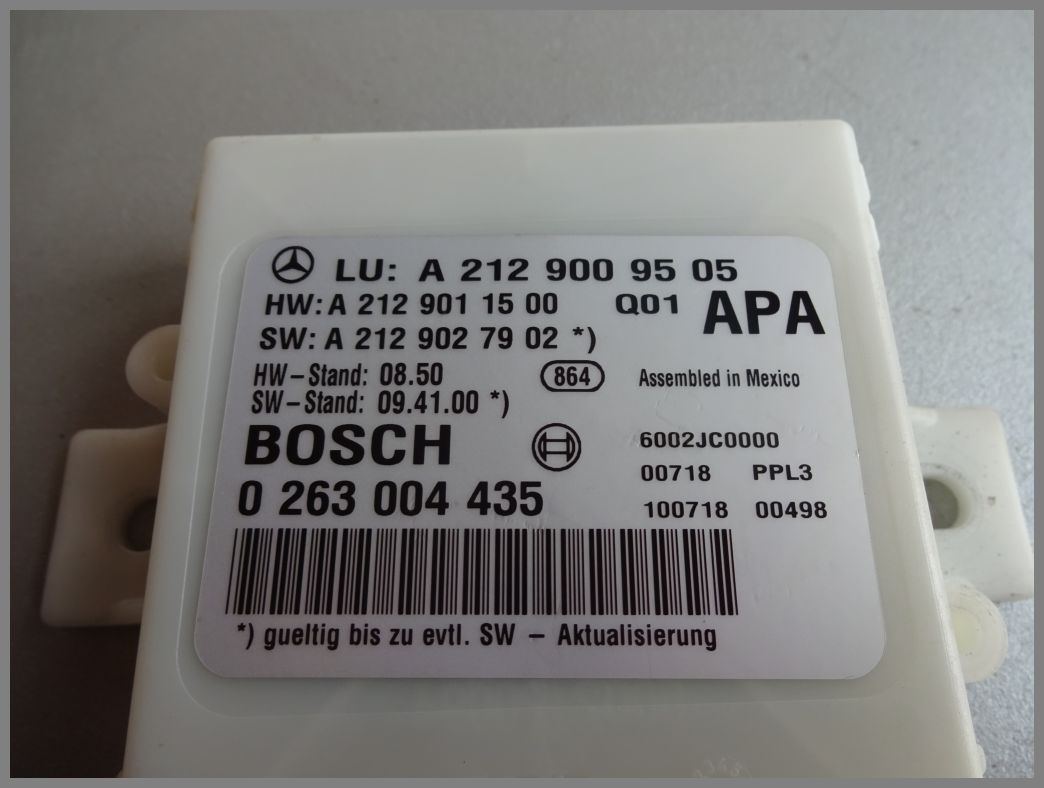 LU: A 212 900 95 05
HW: A 212 901 15 00 Q01 APA
SW: A 212 902 79 02 *)
HW-Stand: 08.50 864 Assembled in Mexico
SW-Stand: 09.41.00 *)
BOSCH 6002JC0000
00718 PPL3
0 263 004 435 100718 00498
*) gueltig bis zu evtl. SW - Aktualisierung